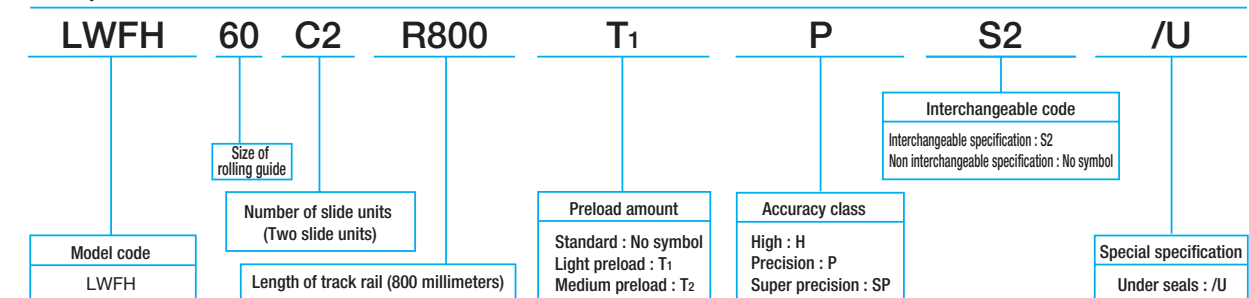 LWFH 60 C2 R800 T1 P S2 /U
Interchangeable code
Interchangeable specification : S2
Non interchangeable specification : No symbol
Size of
rolling guide
Number of slide units
(Two slide units)
Preload amount
Standard : No symbol
Light preload : T1
Medium preload : T2
Accuracy class
High : H
Precision : P
Super precision : SP
Model code
LWFH
Length of track rail (800 millimeters)
Special specification
Under seals : /U